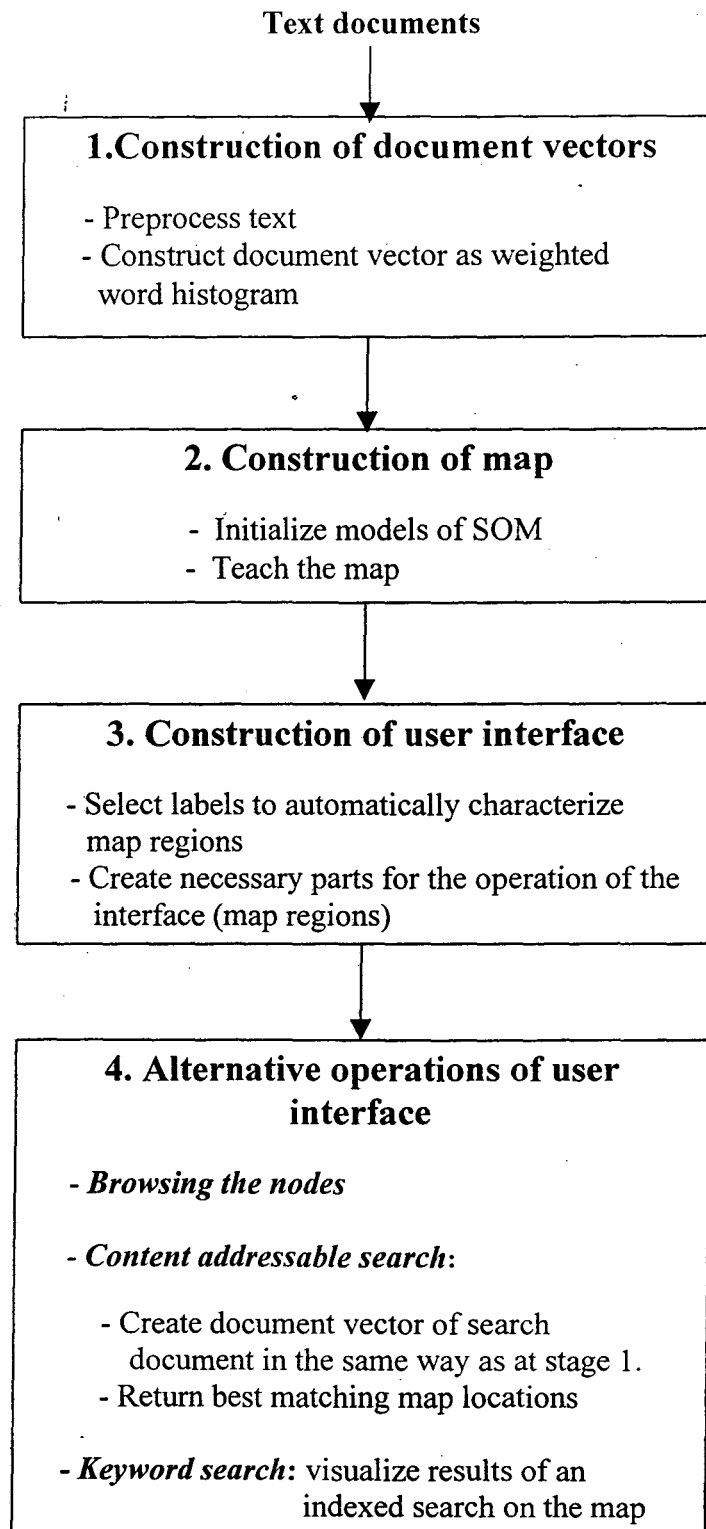 Text documents
1.Construction of document vectors
- Preprocess text
- Construct document vector as weighted
word histogram
2. Construction of map
- Initialize models of SOM
- Teach the map
3. Construction of user interface
- Select labels to automatically characterize
map regions
- Create necessary parts for the operation of the
interface (map regions)
4. Alternative operations of user
interface
- Browsing the nodes
- Content addressable search:
- Create document vector of search
document in the same way as at stage 1.
- Return best matching map locations
- Keyword search: visualize results of an
indexed search on the map